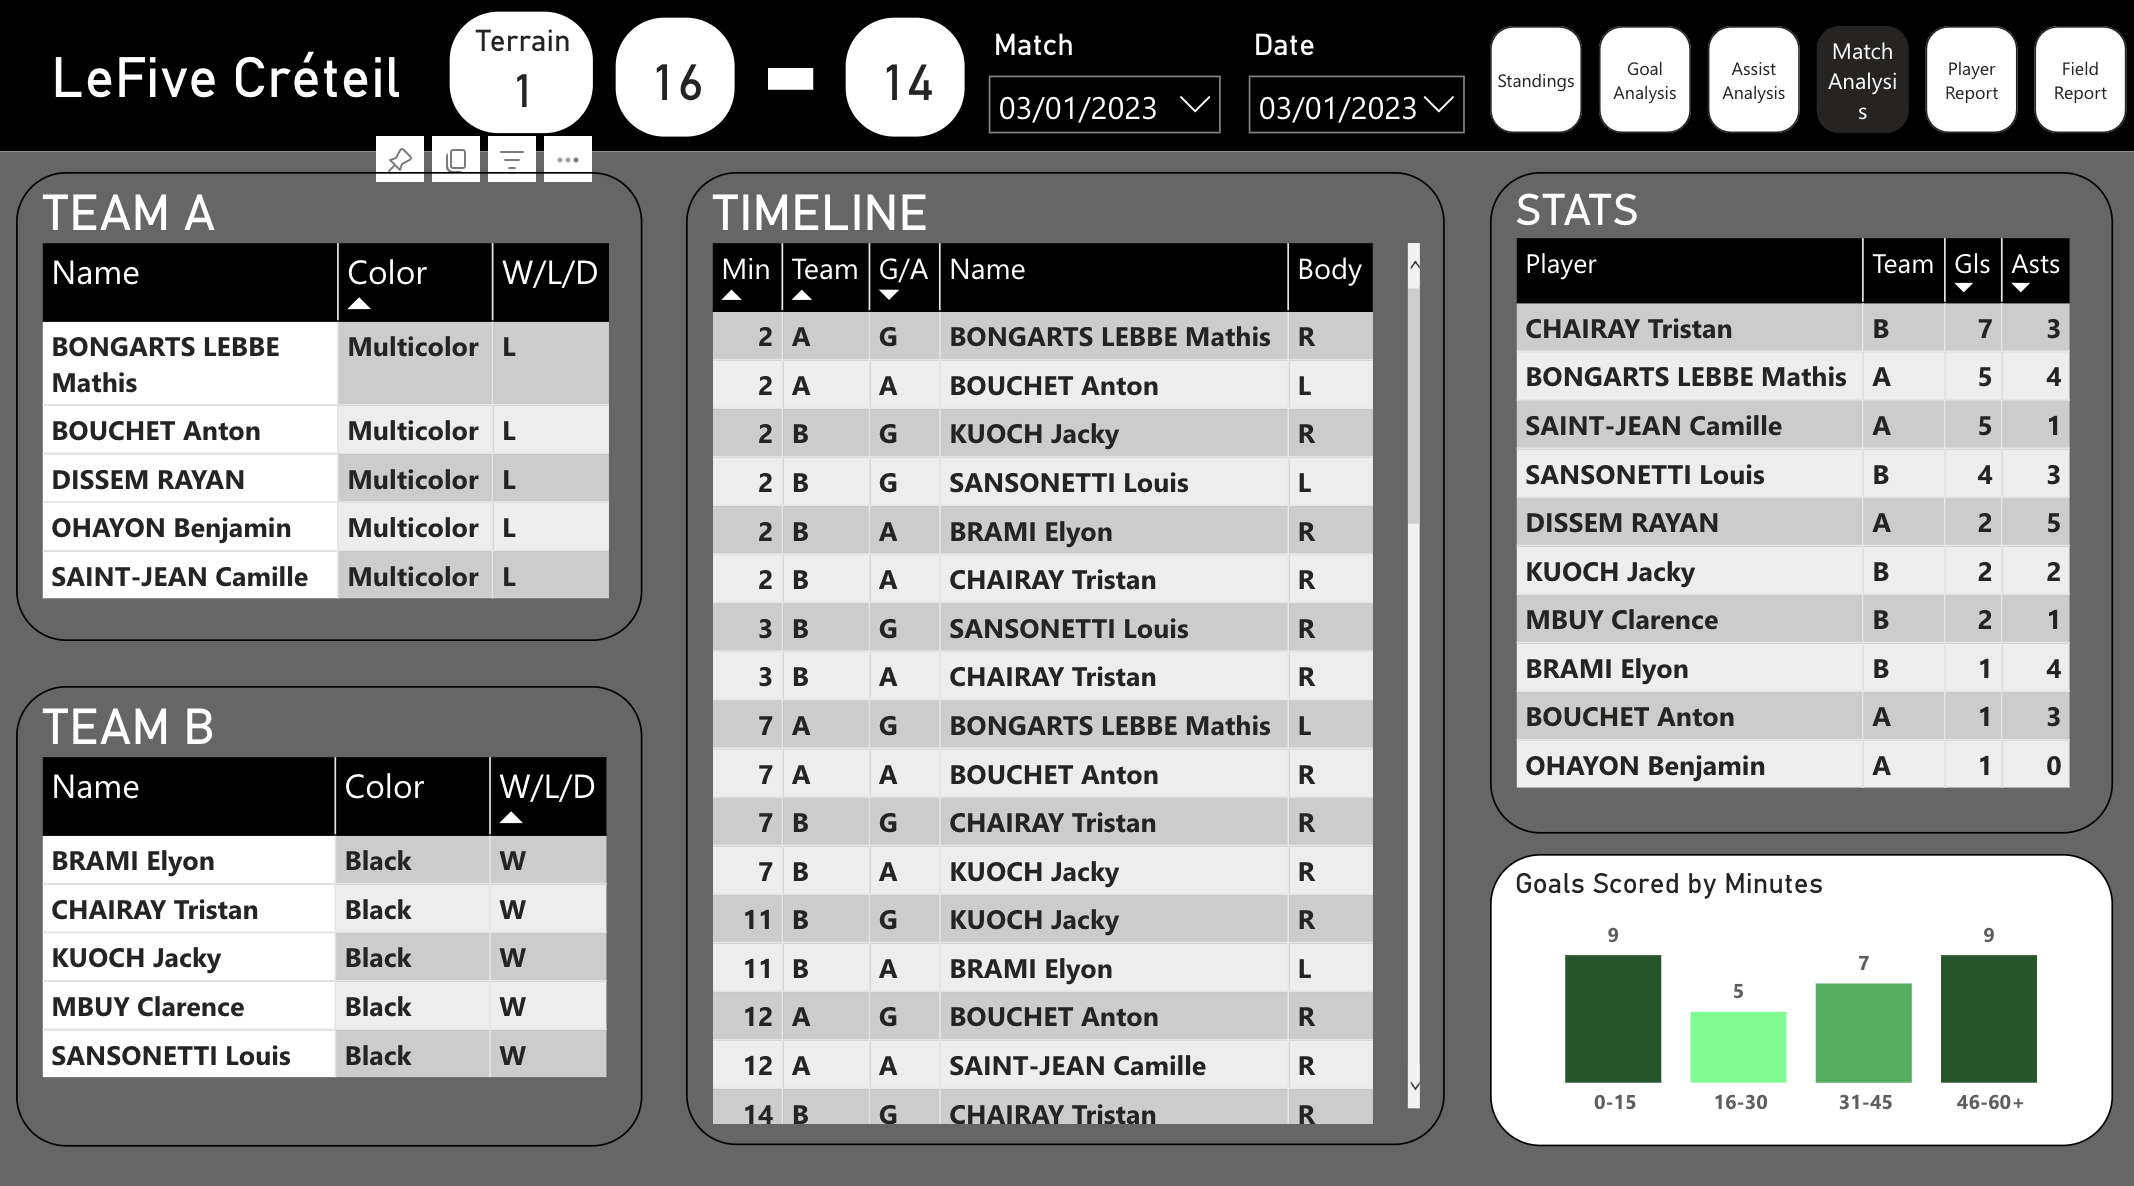 LeFive Créteil
Terrain
1
16
-
14
Match
03/01/2023
Date
03/01/2023
Standings
Goal
Analysis
Assist
Analysis
Match
Analysi
s
Player
Report
Field
Report
TEAM A
Name Color W/L/D
BONGARTS LEBBE
Mathis Multicolor L
BOUCHET Anton Multicolor L
DISSEM RAYAN Multicolor L
OHAYON Benjamin Multicolor L
SAINT-JEAN Camille Multicolor L
TEAM B
Name Color W/L/D
BRAMI Elyon Black W
CHAIRAY Tristan Black W
KUOCH Jacky Black W
MBUY Clarence Black W
SANSONETTI Louis Black W
TIMELINE
Min Team G/A Name Body
2 A G BONGARTS LEBBE Mathis R
2 A A BOUCHET Anton L
2 B G KUOCH Jacky R
2 B G SANSONETTI Louis L
2 B A BRAMI Elyon R
2 B A CHAIRAY Tristan R
3 B G SANSONETTI Louis R
3 B A CHAIRAY Tristan R
7 A G BONGARTS LEBBE Mathis L
7 A A BOUCHET Anton R
7 B G CHAIRAY Tristan R
7 B A KUOCH Jacky R
11 B G KUOCH Jacky R
11 B A BRAMI Elyon L
12 A G BOUCHET Anton R
12 A A SAINT-JEAN Camille R
14 B G CHAIRAY Tristan R
STATS
Player Team Gls Asts
CHAIRAY Tristan B 7 3
BONGARTS LEBBE Mathis A 5 4
SAINT-JEAN Camille A 5 1
SANSONETTI Louis B 4 3
DISSEM RAYAN A 2 5
KUOCH Jacky B 2 2
MBUY Clarence B 2 1
BRAMI Elyon B 1 4
BOUCHET Anton A 1 3
OHAYON Benjamin A 1 0
Goals Scored by Minutes
9 5 7 9
0-15 16-30 31-45 46-60+